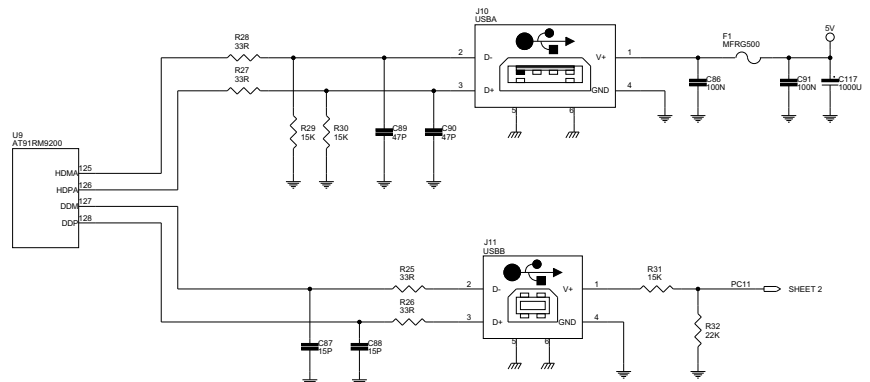 J10
USBA
R28
33R
2
D-
V+
1
F1
MFRG500
5V
R27
33R
3
D+
GND
4
C86
100N
C91
100N
C117
1000U
5
6
R29
15K
R30
15K
C89
47P
C90
47P
U9
AT91RM9200
HDMA
125
HDPA
126
DDM
127
DDP
128
J11
USBB
R25
33R
2
D-
V+
1
R31
15K
PC11
SHEET 2
R26
33R
3
D+
GND
4
R32
22K
C87
15P
C88
15P
5
6